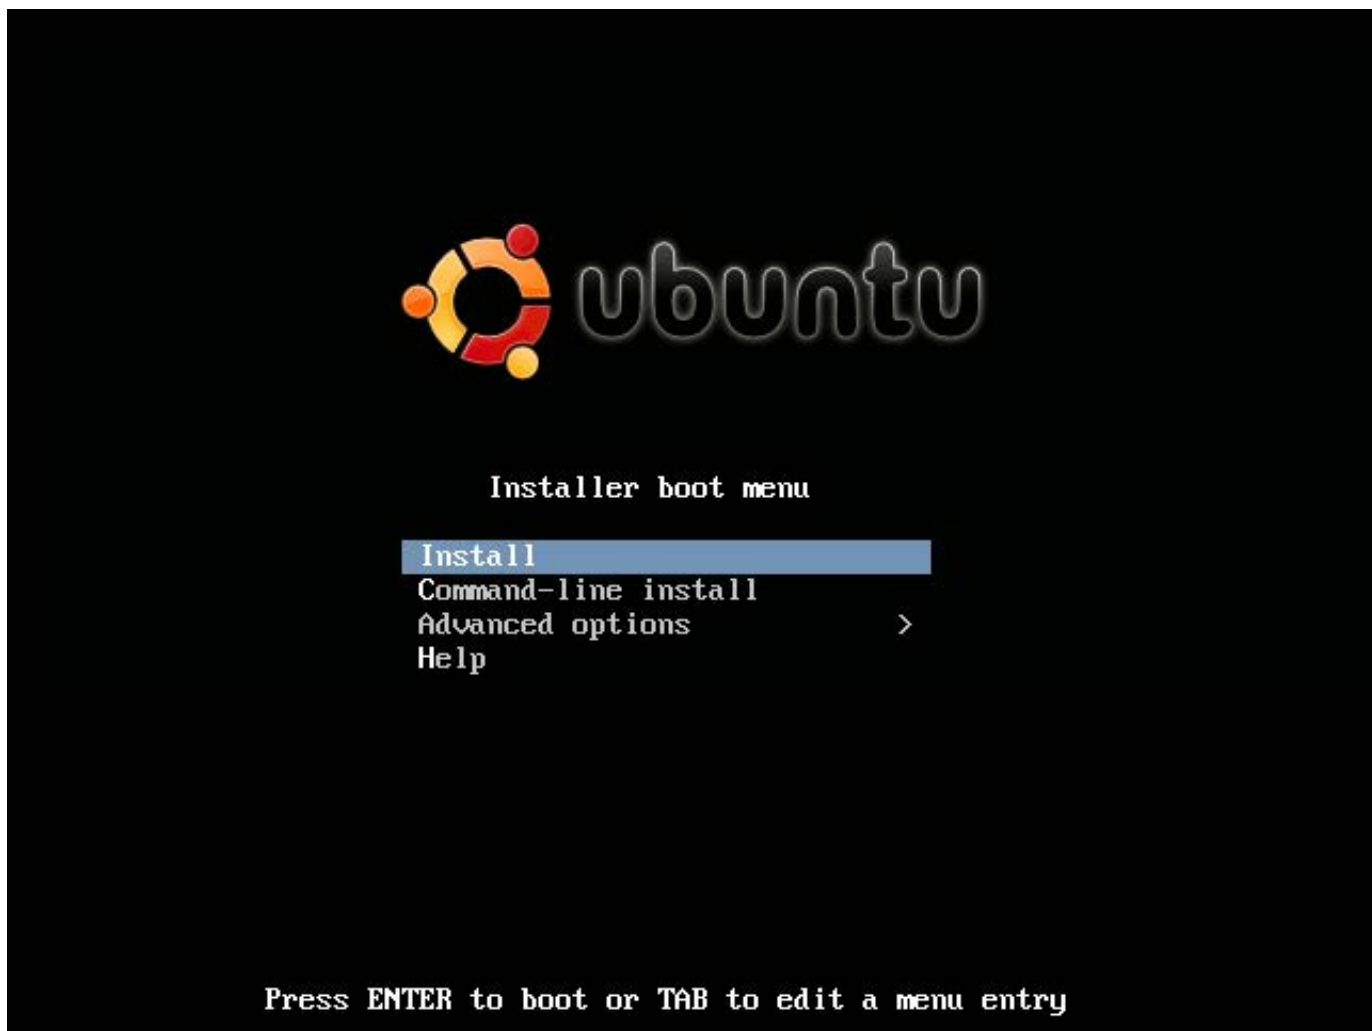 ubuntu
Installer boot menu
Install
Command-line install
Advanced options >
Help
Press ENTER to boot or TAB to edit a menu entry